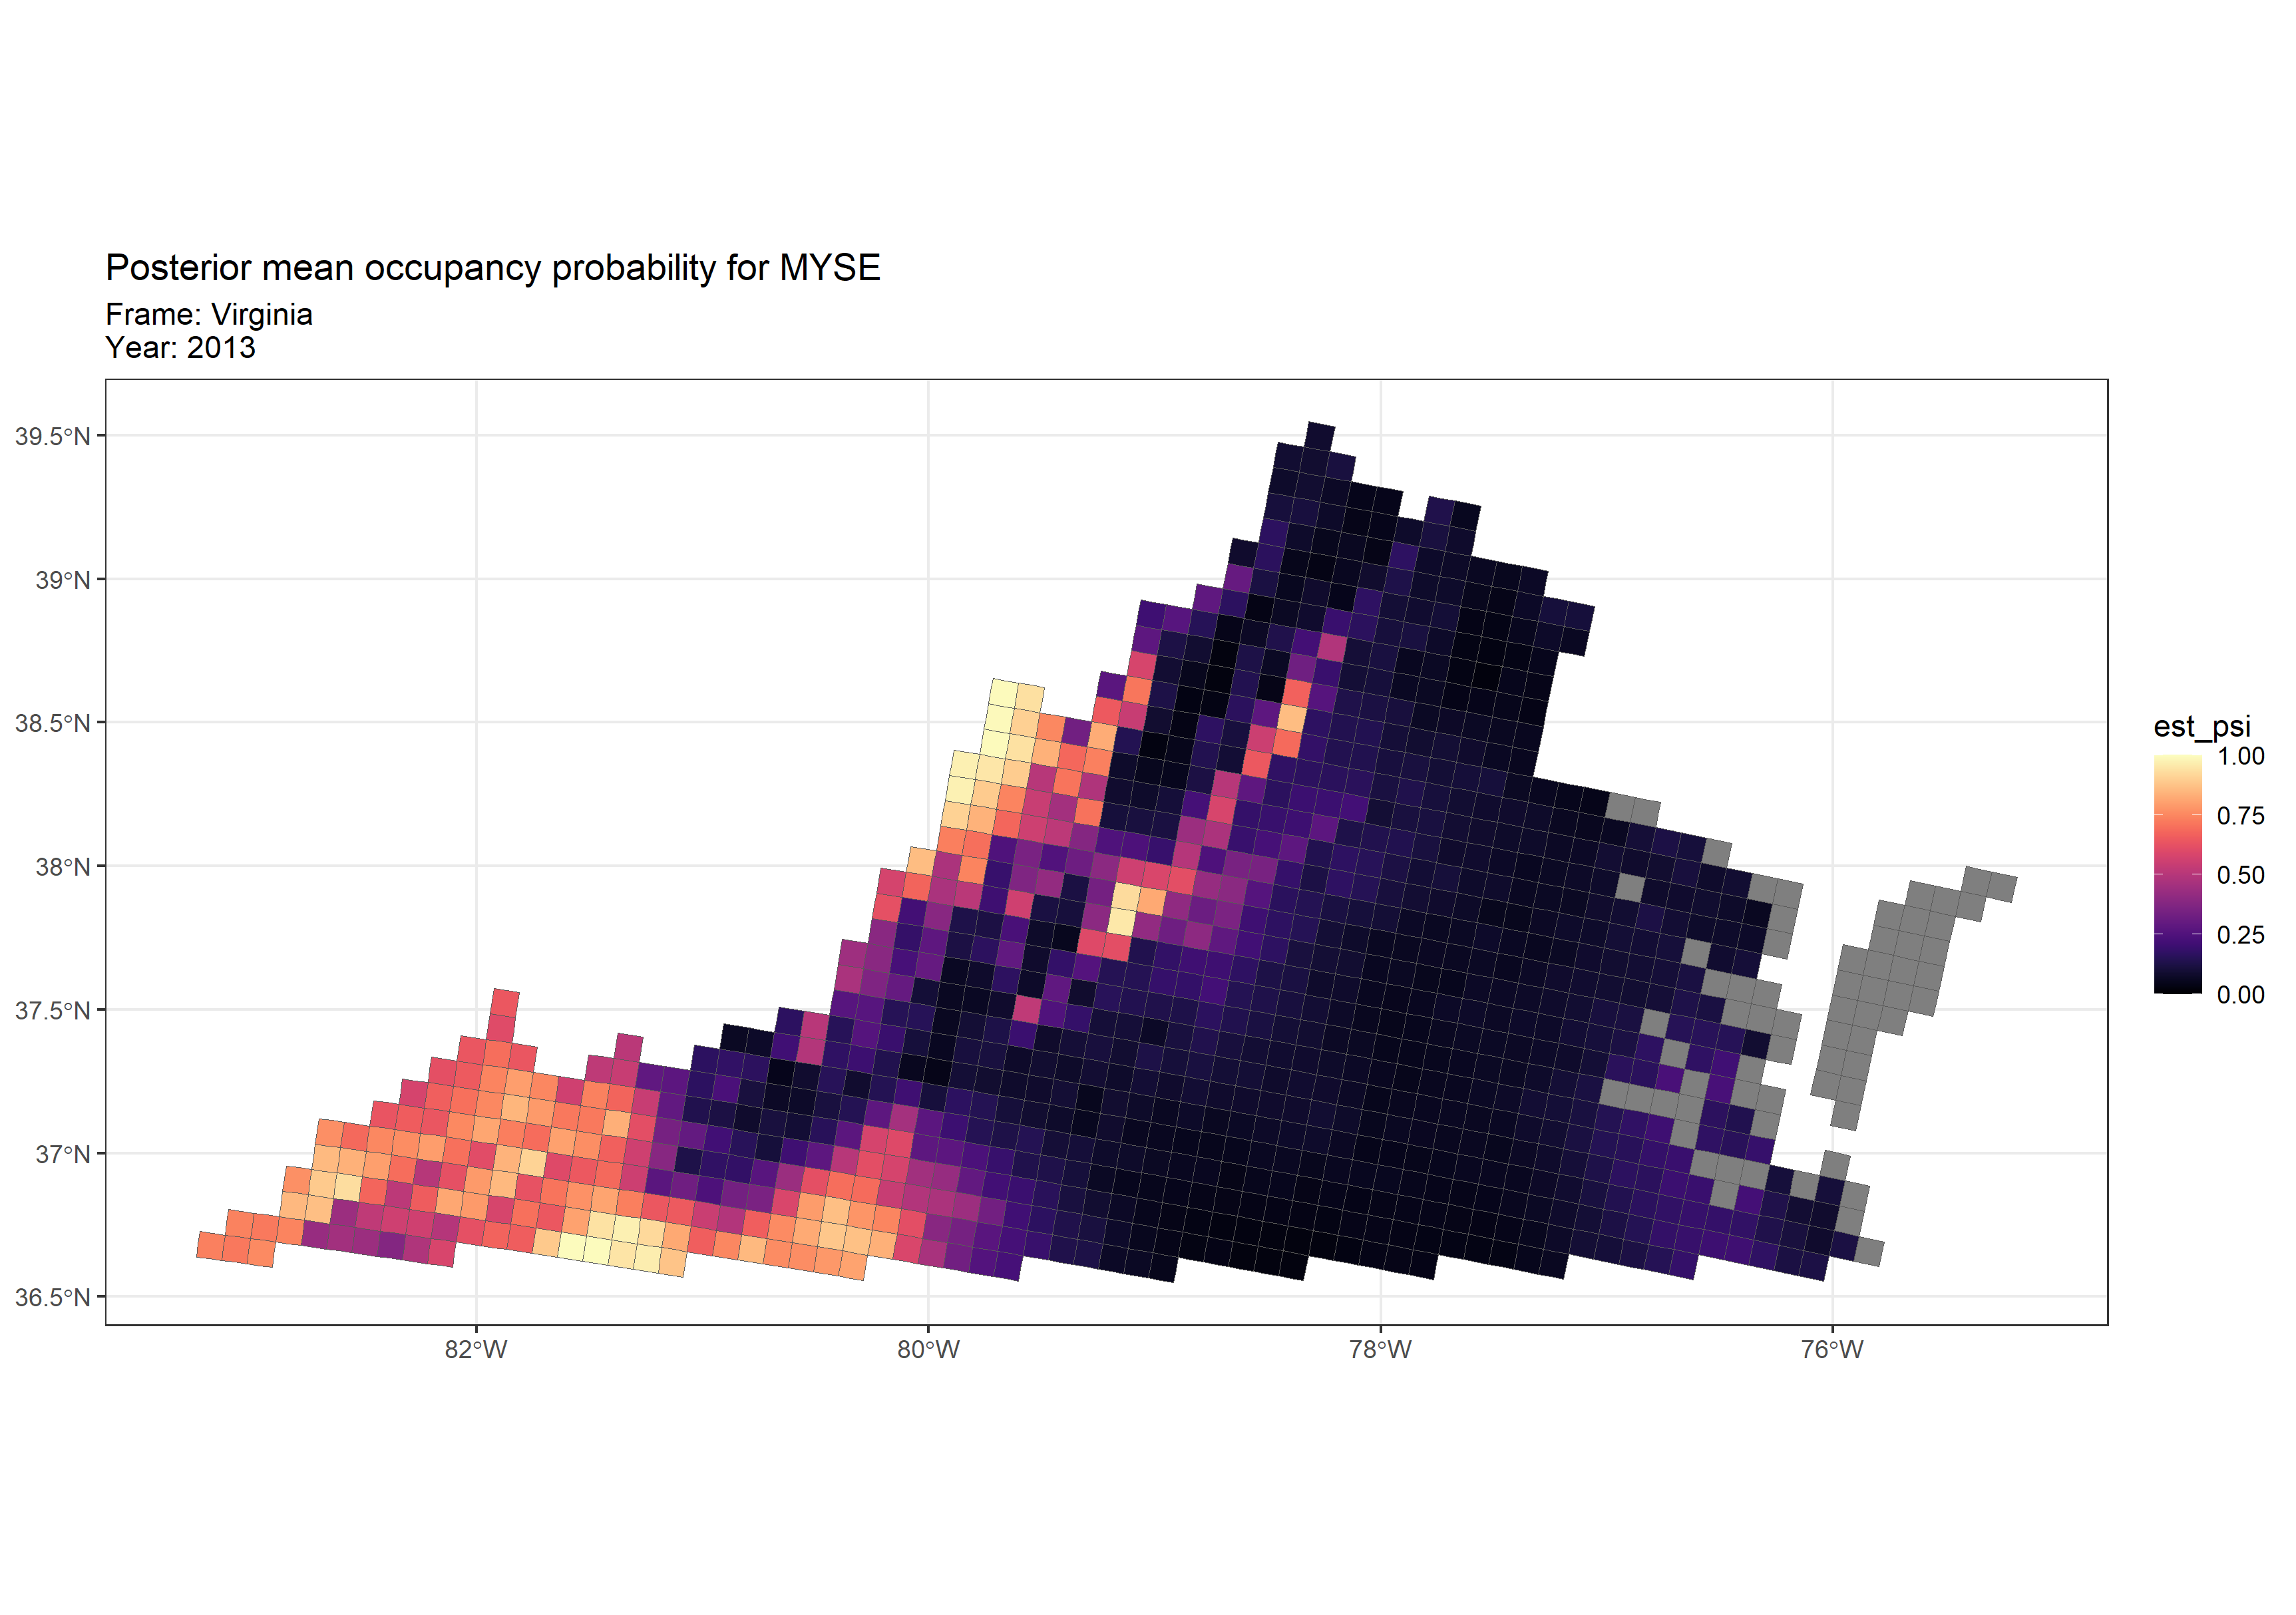 Posterior mean occupancy probability for MYSE
Frame: Virginia
Year: 2013
39.5°N
39°N
38.5°N
38°N
37.5°N
37°N
36.5°N
82°W
80°W
78°W
76°W
est_psi
1.00
0.75
0.50
0.25
0.00